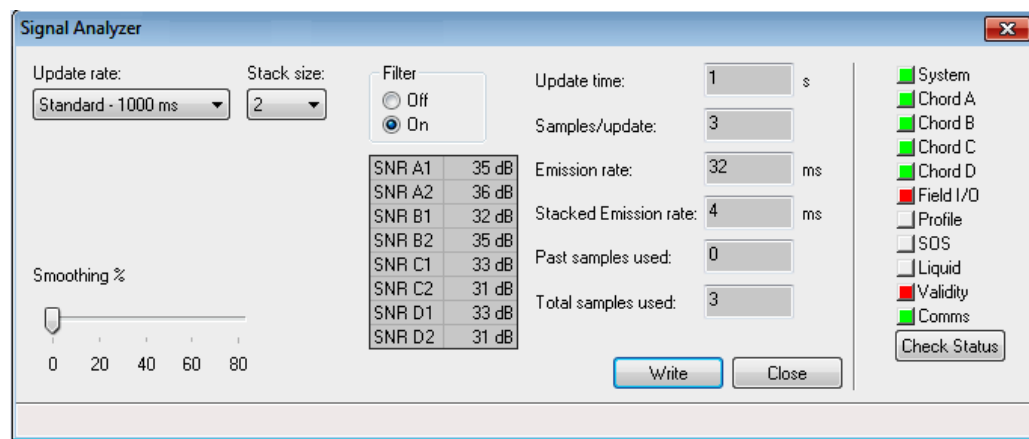 Signal Analyzer
Update rate:
Standard - 1000 ms
Stack size:
2
Smoothing %
0 20 40 60 80
Filter
Off
On
SNR A1 35 dB
SNR A2 36 dB
SNR B1 32 dB
SNR B2 35 dB
SNR C1 33 dB
SNR C2 31 dB
SNR D1 33 dB
SNR D2 31 dB
Update time: 1 s
Samples/update: 3
Emission rate: 32 ms
Stacked Emission rate: 4 ms
Past samples used: 0
Total samples used: 3
Write
Close
System
Chord A
Chord B
Chord C
Chord D
Field I/O
Profile
SOS
Liquid
Validity
Comms
Check Status